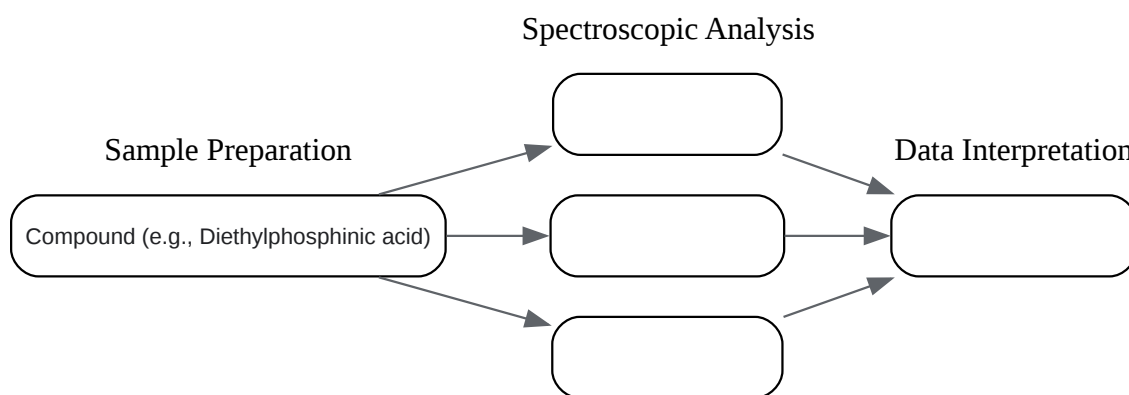 Spectroscopic Analysis
Sample Preparation
Data Interpretation
Compound (e.g., Diethylphosphinic acid)